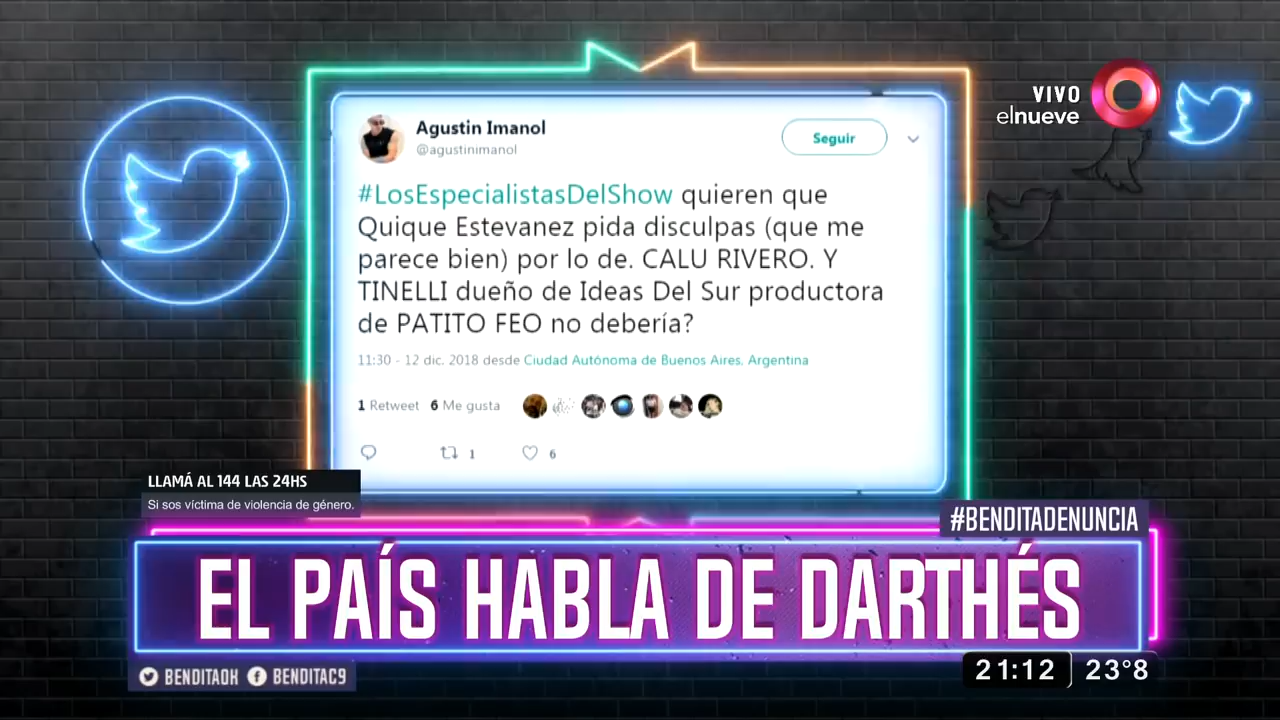 VIVO
elnueve
Agustin Imanol
@agustinimanol
Seguir
#LosEspecialistasDelShow quieren que
Quique Estevanez pida disculpas (que me
parece bien) por lo de. CALU RIVERO. Y
TINELLI dueño de Ideas Del Sur productora
de PATITO FEO no debería?
11:30 - 12 dic. 2018 desde Ciudad Autónoma de Buenos Aires, Argentina
1 Retweet 6 Me gusta
1 6
LLAMÁ AL 144 LAS 24HS
Si sos víctima de violencia de género.
#BENDITADENUNCIA
EL PAÍS HABLA DE DARTHÉS
BENDITAOK BENDITAC9
21:12 23°8